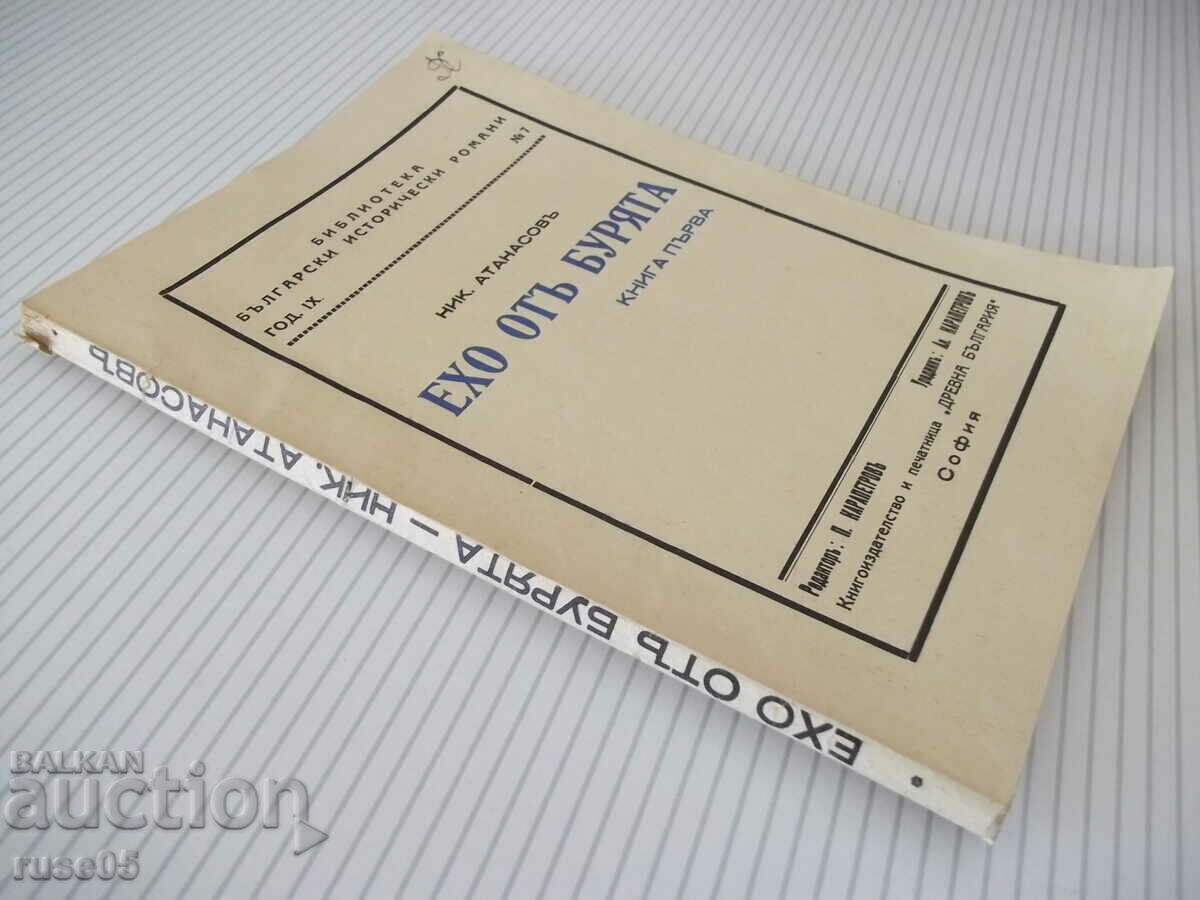 БИБЛИОТЕКА
БЪЛГАРСКИ ИСТОРИЧЕСКИ РОМАНИ
ГОД. IX. №7
НИК. АТАНАСОВЪ
ЕХО ОТЪ БУРЯТА
КНИГА ПЪРВА
Редакторъ: П. КАРАПЕТРОВЪ Уредникъ: Ал. КАРАПЕТРОВЪ
Книгоиздателство и печатница „ДРЕВНА БЪЛГАРИЯ“
София
ЕХО ОТЪ БУРЯТА — НИК. АТАНАСОВЪ
BALKAN
auction
ruse05